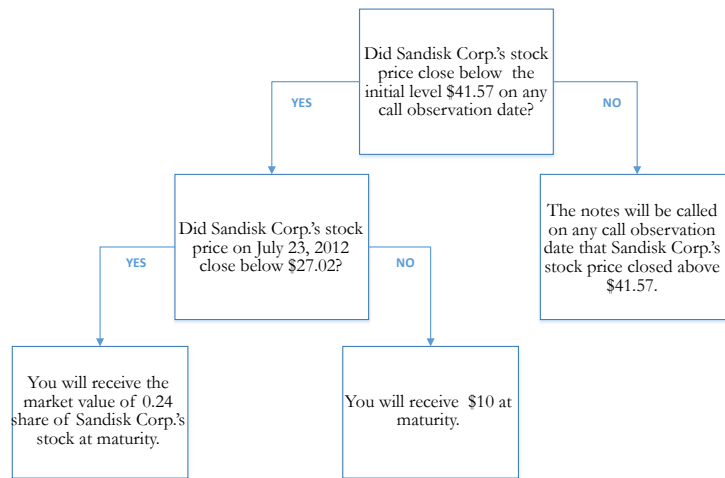 Did Sandisk Corp.'s stock
price close below the
initial level $41.57 on any
call observation date?
YES
NO
Did Sandisk Corp.'s stock
price on July 23, 2012
close below $27.02?
The notes will be called
on any call observation
date that Sandisk Corp.'s
stock price closed above
$41.57.
YES
NO
You will receive the
market value of 0.24
share of Sandisk Corp.'s
stock at maturity.
You will receive $10 at
maturity.